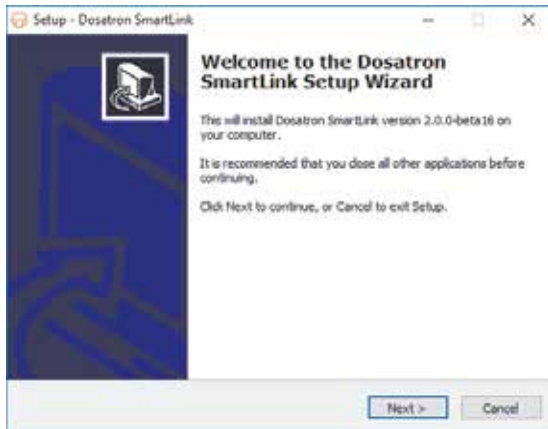 Setup - Dosatron SmartLink
Welcome to the Dosatron
SmartLink Setup Wizard
This will install Dosatron SmartLink version 2.0.0-beta16 on
your computer.
It is recommended that you close all other applications before
continuing.
Click Next to continue, or Cancel to exit Setup.
Next >
Cancel